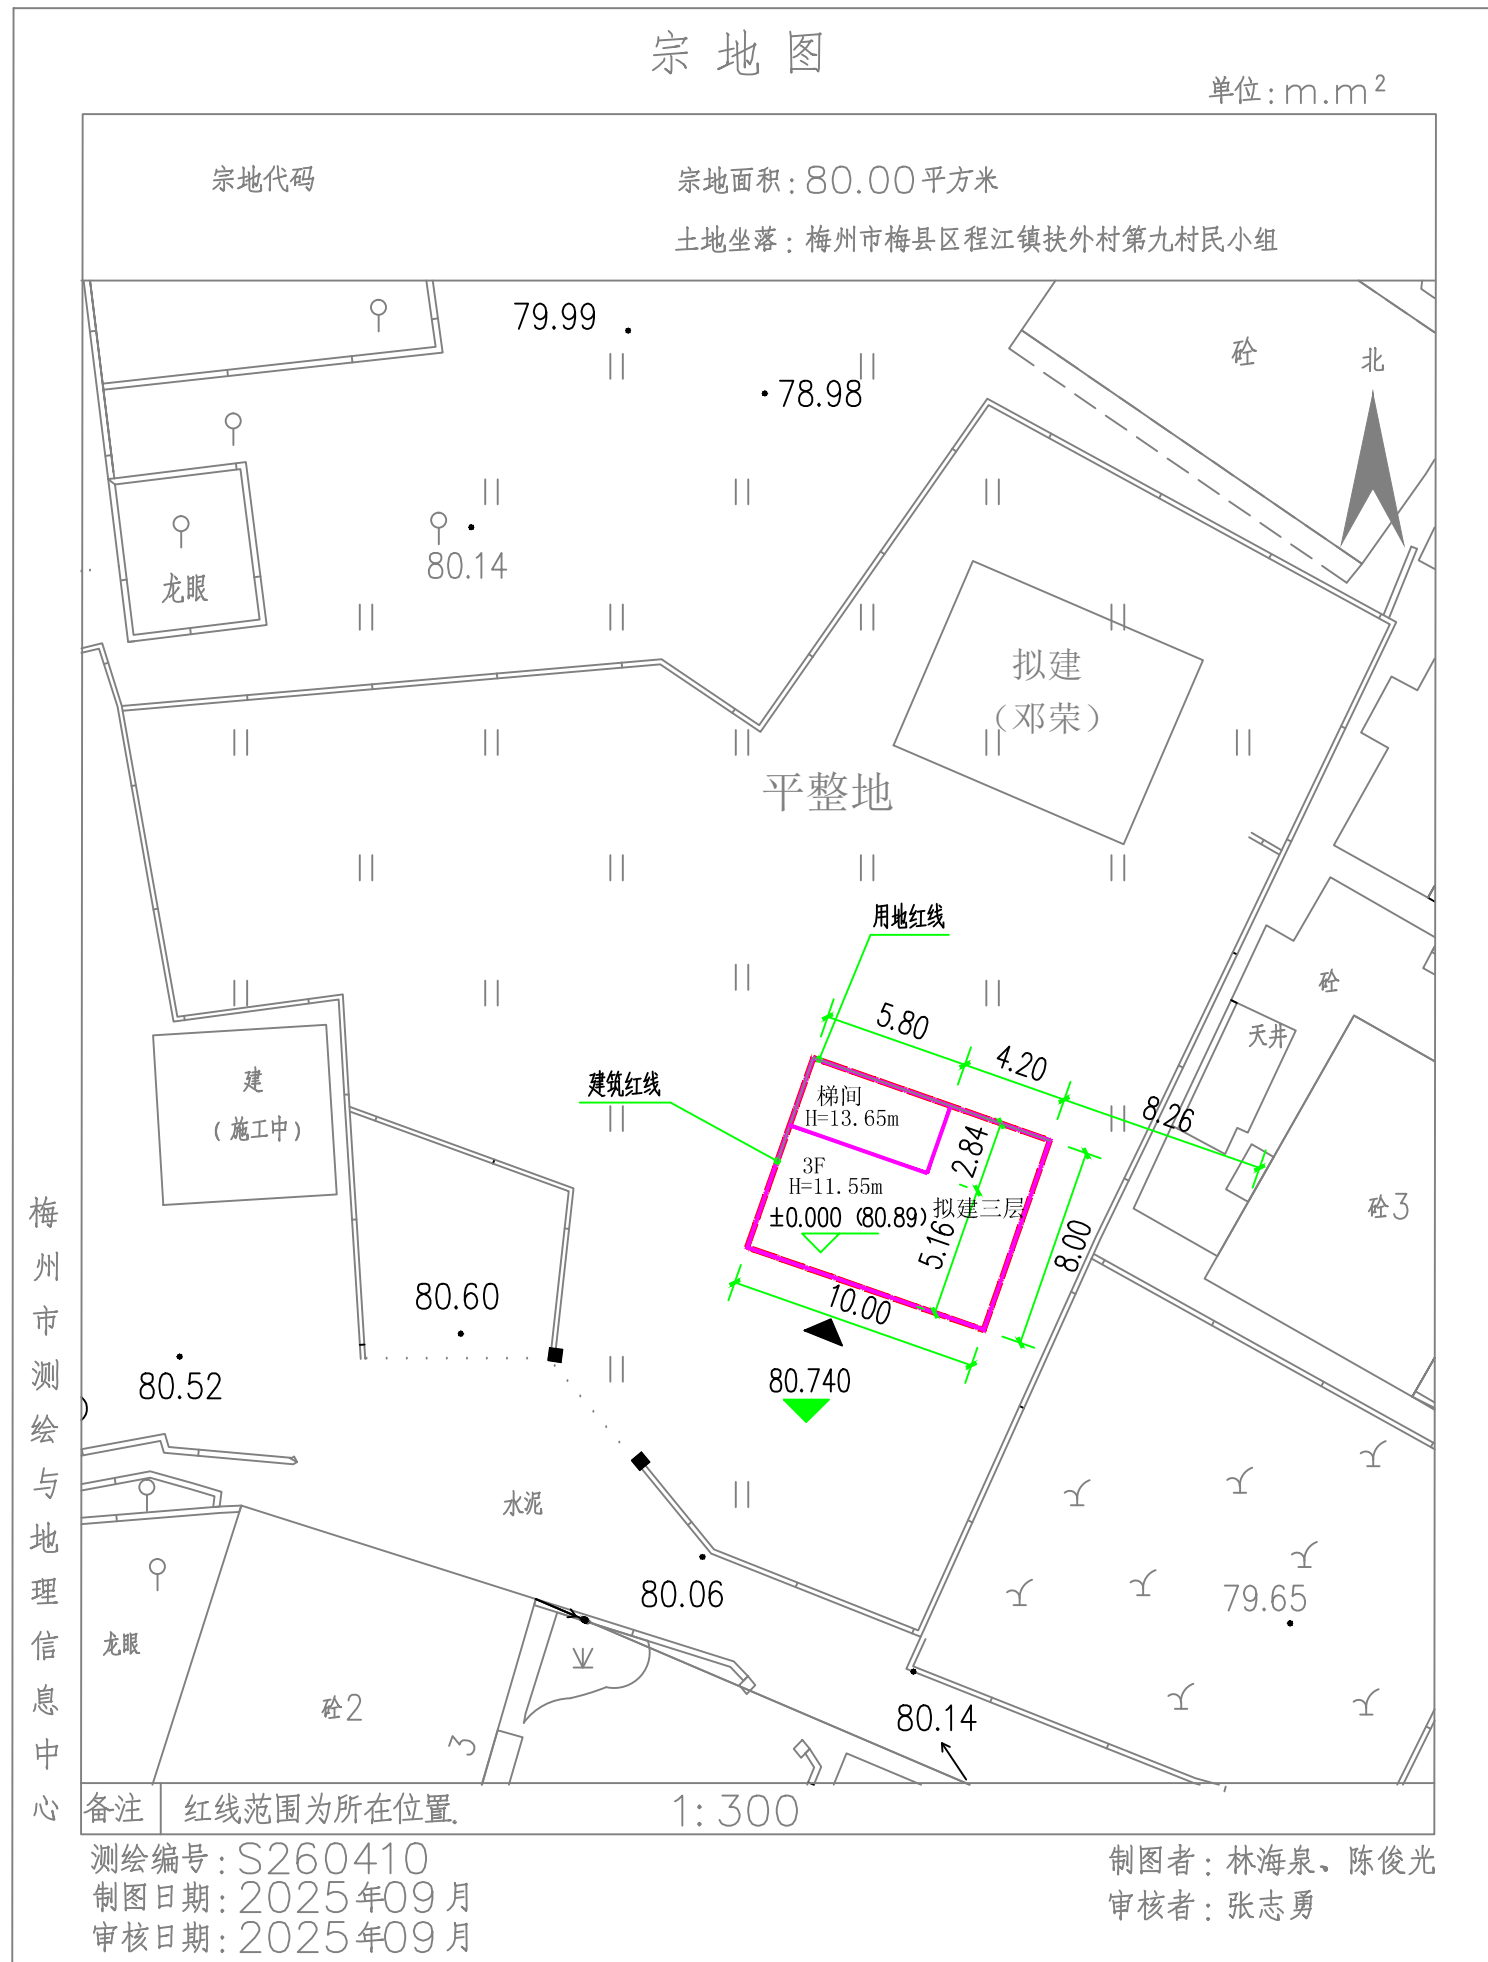 宗地图
单位:m.m²
宗地代码
宗地面积:80.00平方米
土地坐落:梅州市梅县区程江镇扶外村第九村民小组
79.99
78.98
砼
北
80.14
龙眼
拟建
(邓荣)
平整地
用地红线
砼
天井
5.80
4.20
8.26
建
(施工中)
建筑红线
梯间
H=13.65m
2.84
3F
H=11.55m
±0.000 (80.89)
拟建三层
5.16
8.00
砼3
10.00
80.60
80.52
80.740
水泥
80.06
79.65
龙眼
砼2
3
80.14
梅州市测绘与地理信息中心
备注 红线范围为所在位置.
1:300
测绘编号:S260410
制图日期:2025年09月
审核日期:2025年09月
制图者:林海泉、陈俊光
审核者:张志勇